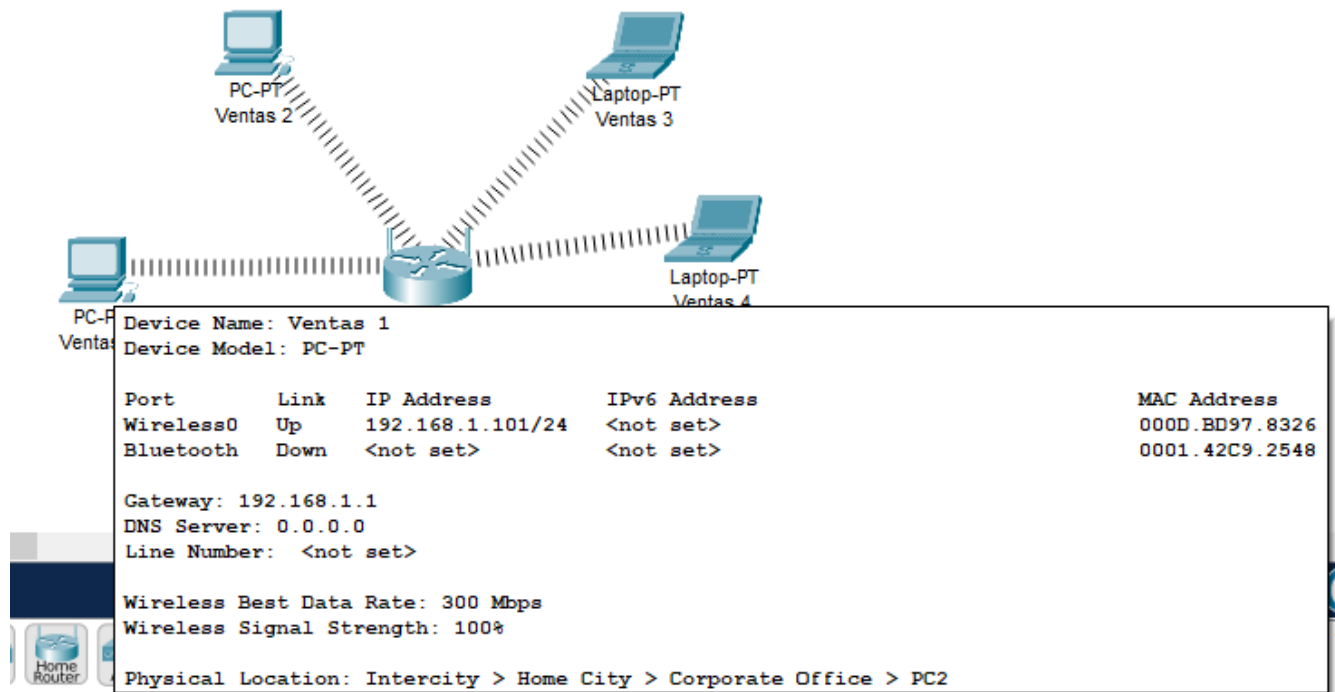 PC-PT
Ventas 2
Laptop-PT
Ventas 3
Laptop-PT
Ventas 4
PC-P
Ventas
Device Name: Ventas 1
Device Model: PC-PT
Port Link IP Address IPv6 Address MAC Address
Wireless0 Up 192.168.1.101/24 <not set> 000D.BD97.8326
Bluetooth Down <not set> <not set> 0001.42C9.2548
Gateway: 192.168.1.1
DNS Server: 0.0.0.0
Line Number: <not set>
Wireless Best Data Rate: 300 Mbps
Wireless Signal Strength: 100%
Physical Location: Intercity > Home City > Corporate Office > PC2
Home
Router